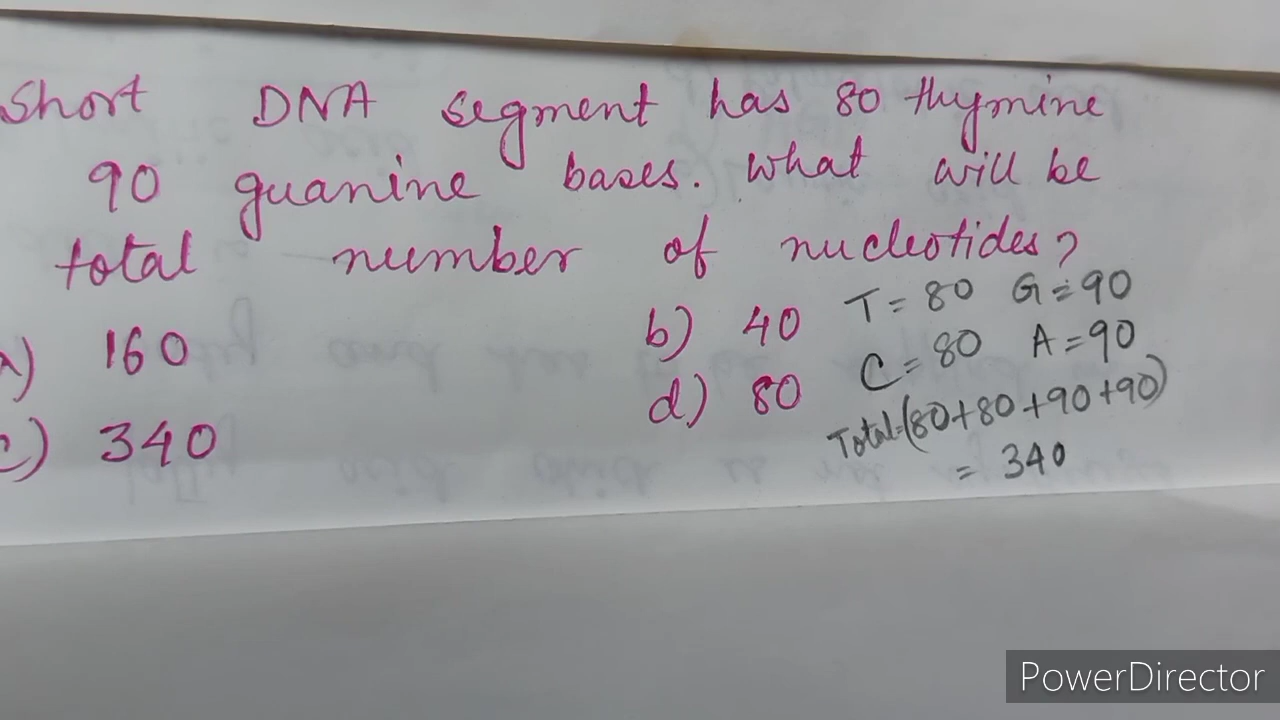 Short DNA segment has 80 thymine
90 guanine bases. What will be
total number of nucleotides?
a) 160 b) 40
c) 340 d) 80
T = 80 G = 90
C = 80 A = 90
Total=(80+80+90+90)
= 340
PowerDirector